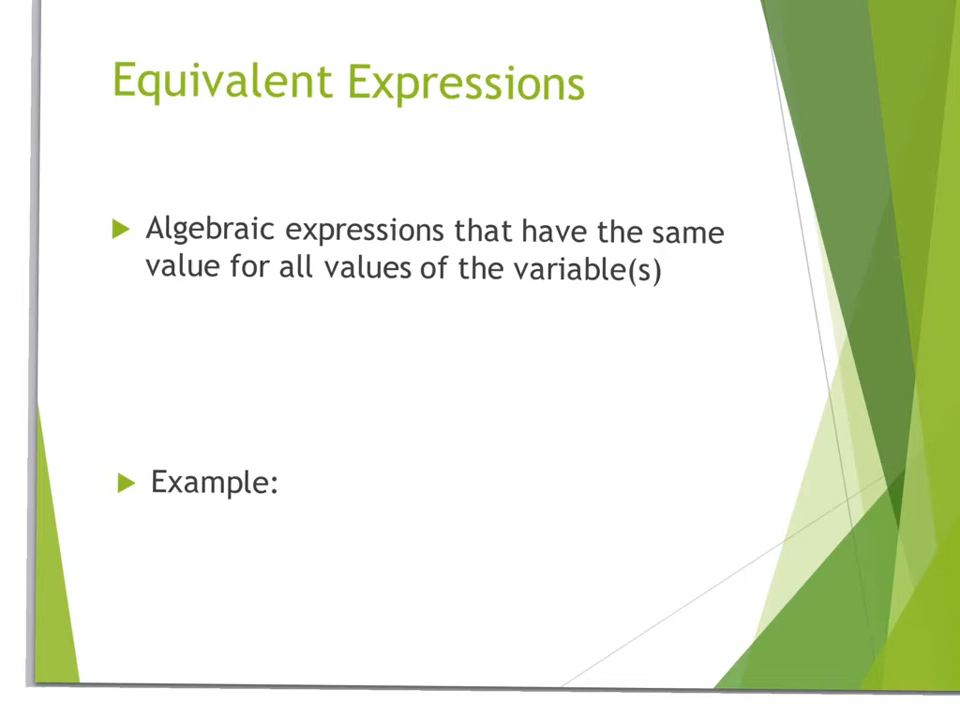 Equivalent Expressions
Algebraic expressions that have the same
value for all values of the variable(s)
Example: